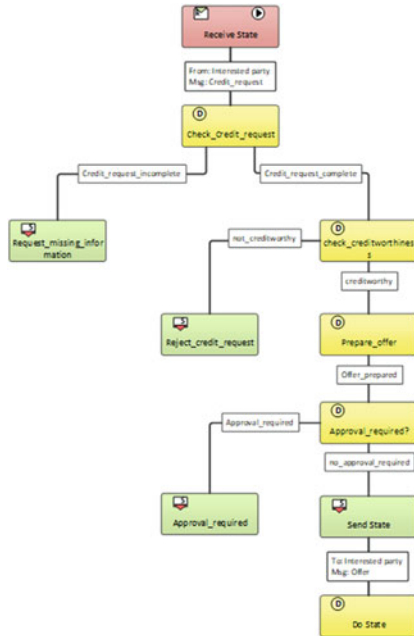 Receive State
From: Interested party
Msg: Credit_request
D
Check_Credit_request
Credit_request_incomplete
Credit_request_complete
S
Request_missing_infor
mation
D
check_creditworthines
s
not_creditworthy
creditworthy
S
Reject_credit_request
D
Prepare_offer
Offer_prepared
D
Approval_required?
Approval_required
no_approval_required
S
Approval_required
S
Send State
To: Interested party
Msg: Offer
D
Do State